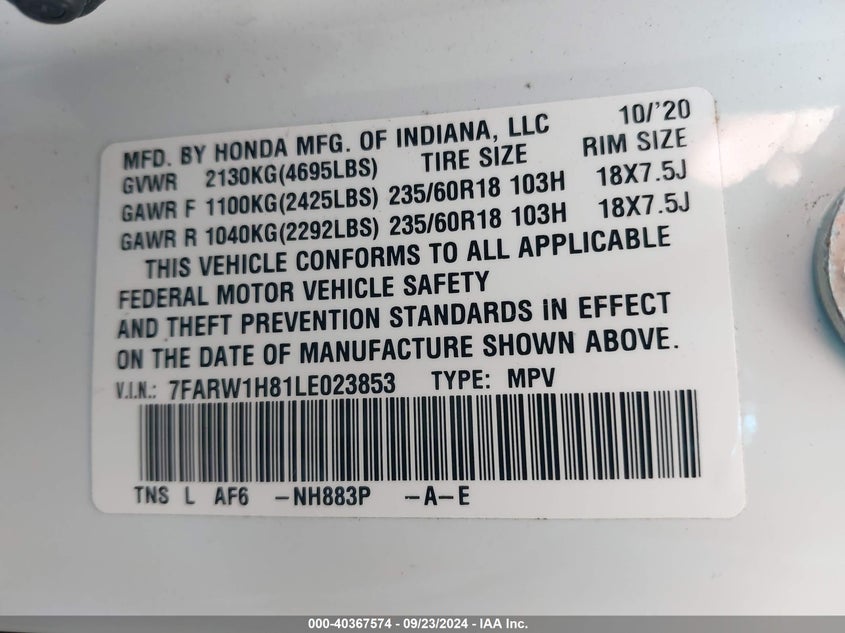 MFD. BY HONDA MFG. OF INDIANA, LLC 10/'20
GVWR 2130KG(4695LBS) TIRE SIZE RIM SIZE
GAWR F 1100KG(2425LBS) 235/60R18 103H 18X7.5J
GAWR R 1040KG(2292LBS) 235/60R18 103H 18X7.5J
THIS VEHICLE CONFORMS TO ALL APPLICABLE
FEDERAL MOTOR VEHICLE SAFETY
AND THEFT PREVENTION STANDARDS IN EFFECT
ON THE DATE OF MANUFACTURE SHOWN ABOVE.
V.I.N.: 7FARW1H81LE023853 TYPE: MPV
TNS L AF6 -NH883P -A-E
000-40367574 - 09/23/2024 - IAA Inc.